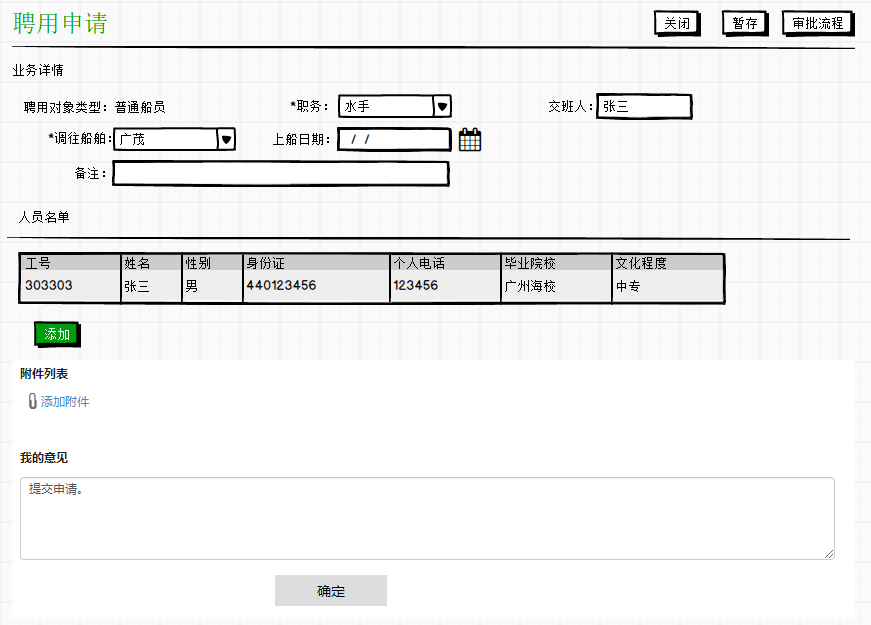 聘用申请 关闭 暂存 审批流程
业务详情
聘用对象类型: 普通船员 *职务: 水手 交班人: 张三
*调往船舶: 广茂 上船日期: / /
备注:
人员名单
工号 姓名 性别 身份证 个人电话 毕业院校 文化程度
303303 张三 男 440123456 123456 广州海校 中专
添加
附件列表
添加附件
我的意见
提交申请。
确定